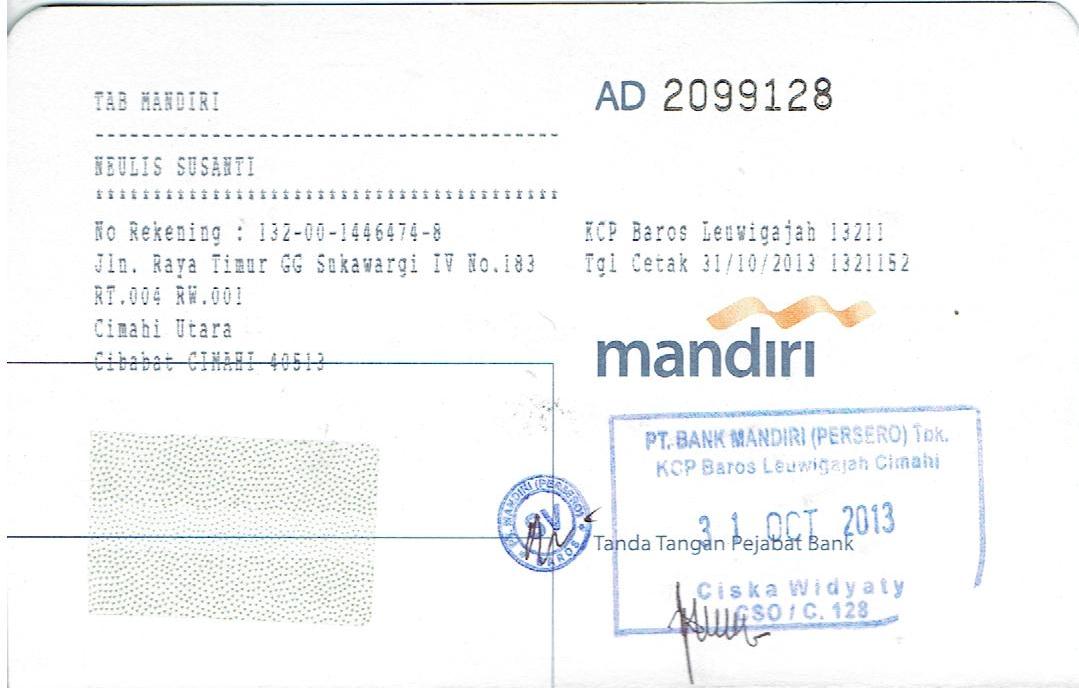 TAB MANDIRI
----------------------------------------
NEULIS SUSANTI
****************************************
No Rekening : 132-00-1446474-8
Jln. Raya Timur GG Sukawargi IV No.183
RT.004 RW.001
Cimahi Utara
Cibabat CIMAHI 40513
AD 2099128
KCP Baros Leuwigajah 13211
Tgl Cetak 31/10/2013 1321152
mandiri
PT. BANK MANDIRI (PERSERO) Tbk.
KCP Baros Leuwigajah Cimahi
31 OCT 2013
Tanda Tangan Pejabat Bank
Ciska Widyaty
CSO / C. 128
MANDIRI (PERSERO)
SV
BAROS